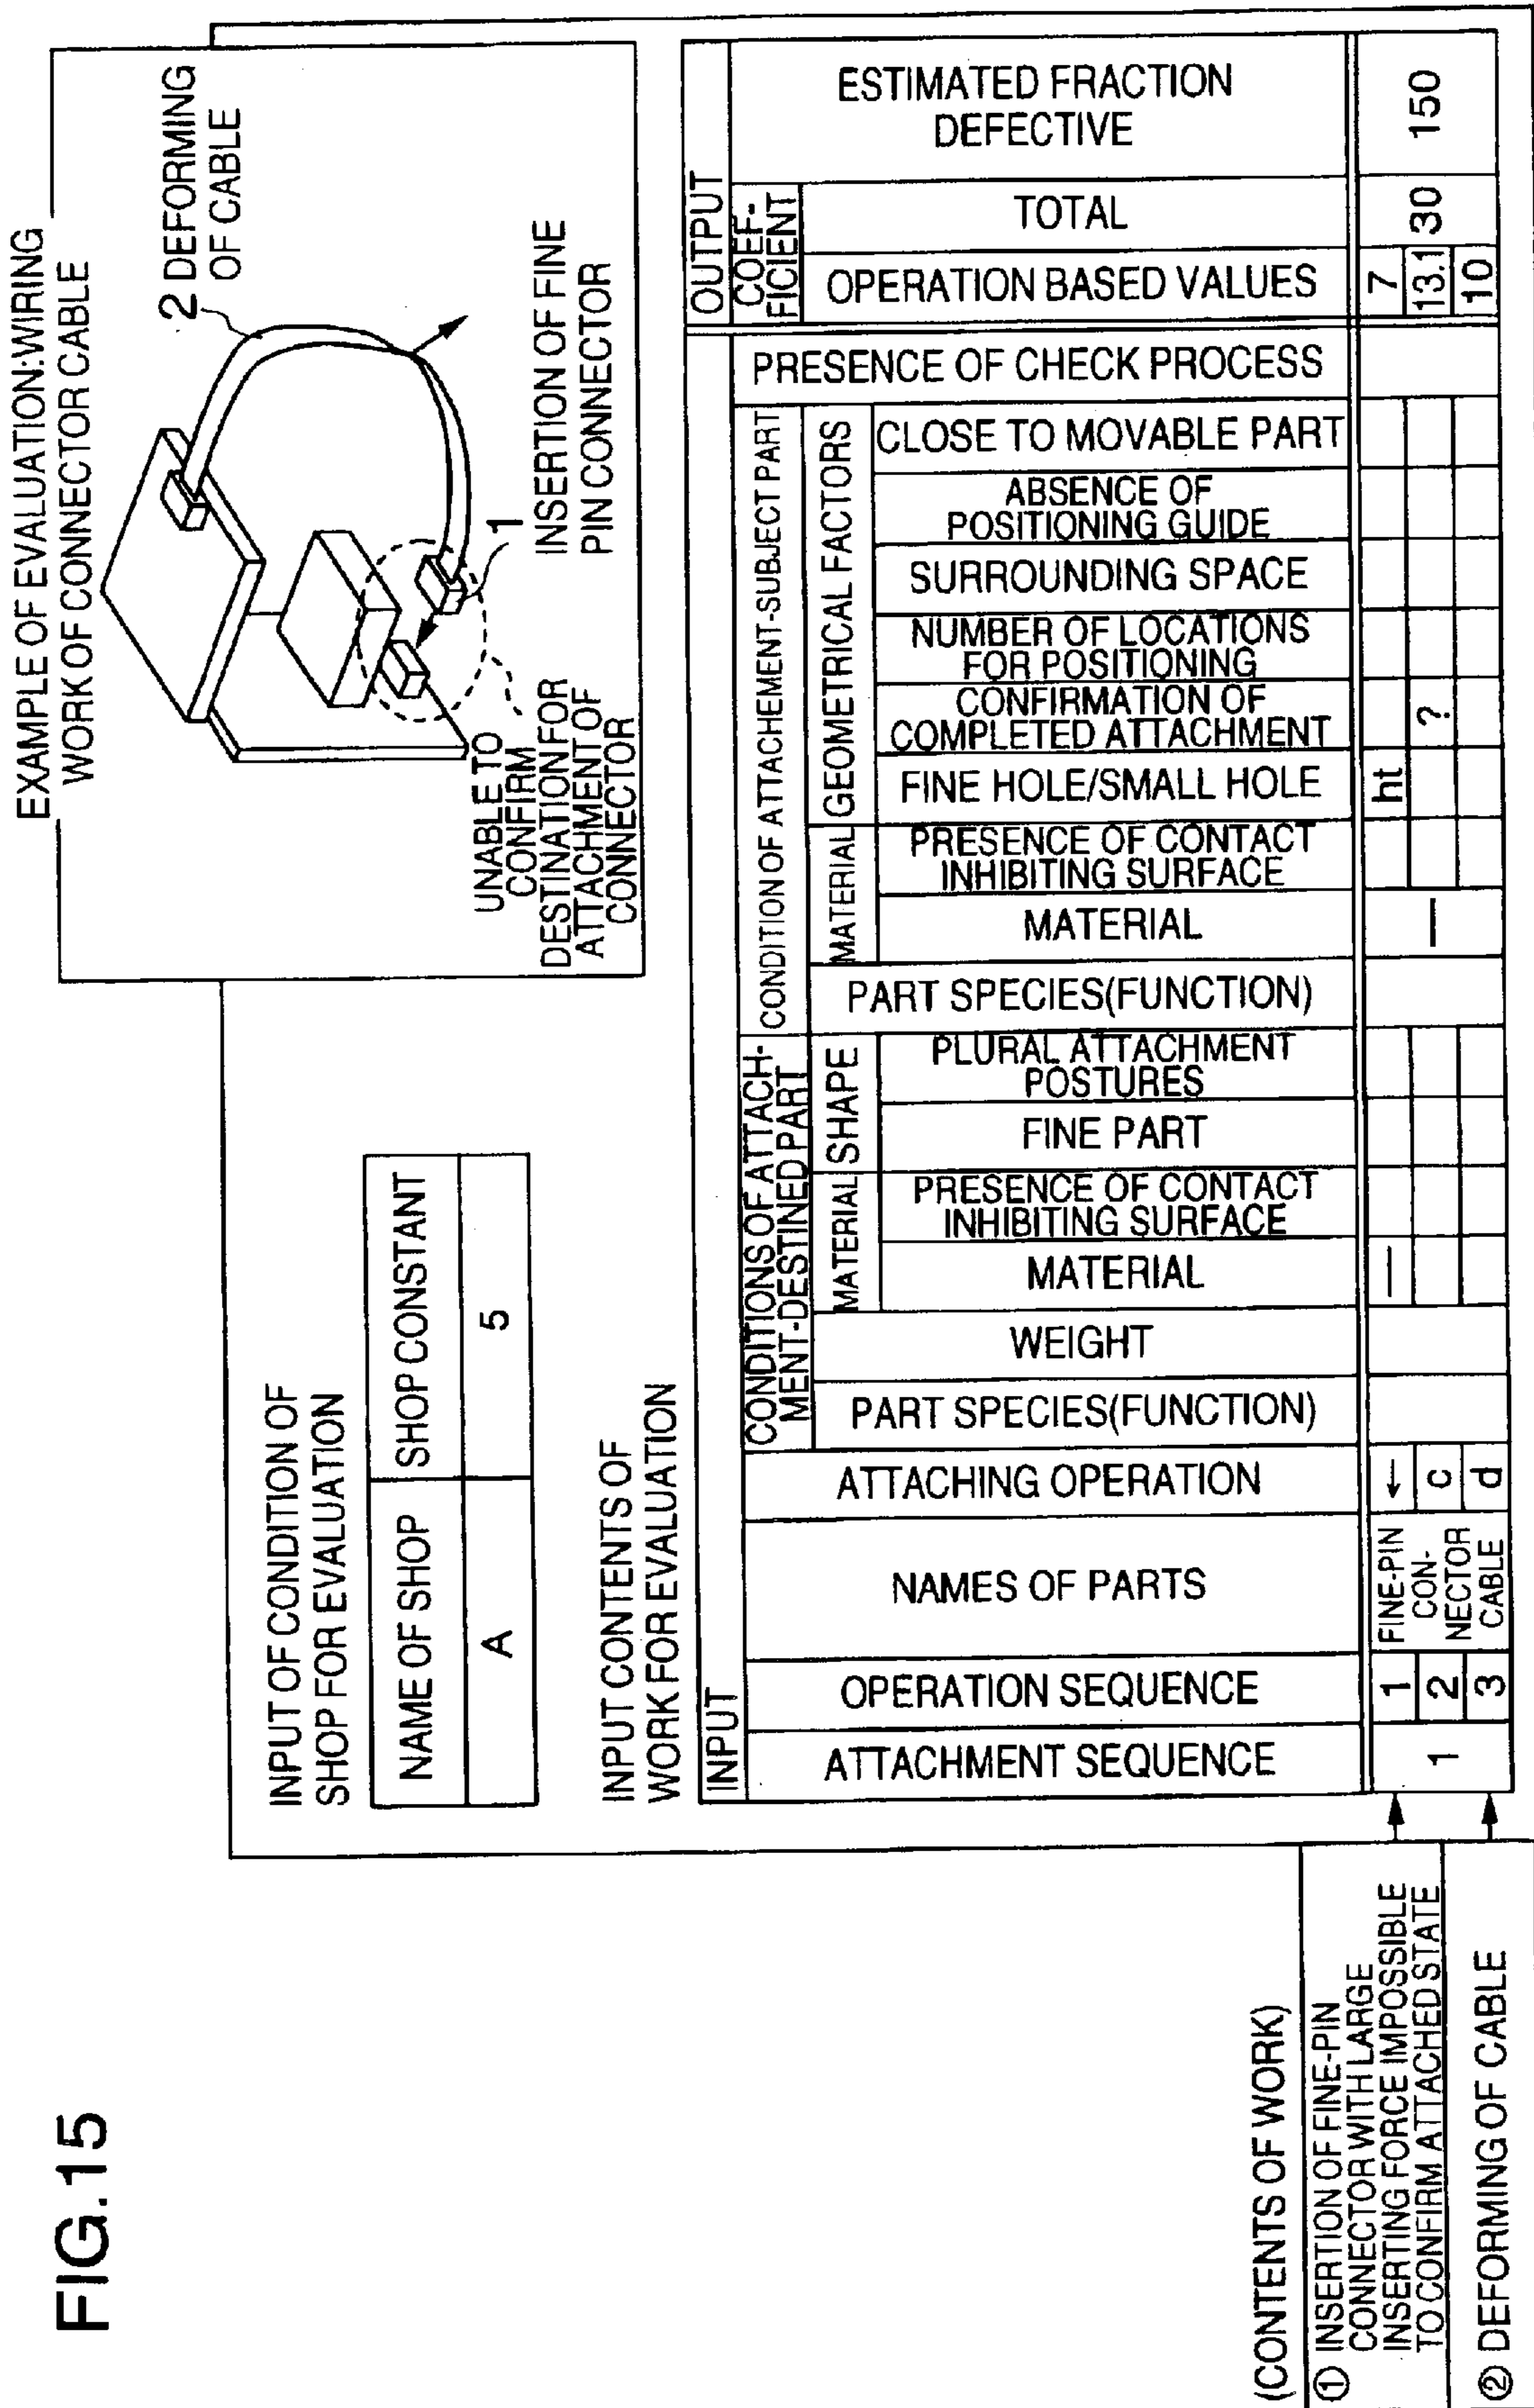 FIG.15
EXAMPLE OF EVALUATION:WIRING
WORK OF CONNECTOR CABLE
2 DEFORMING
OF CABLE
1
INSERTION OF FINE
PIN CONNECTOR
UNABLE TO
CONFIRM
DESTINATION FOR
ATTACHMENT OF
CONNECTOR
INPUT OF CONDITION OF
SHOP FOR EVALUATION
NAME OF SHOP SHOP CONSTANT
A 5
INPUT CONTENTS OF
WORK FOR EVALUATION
INPUT
OUTPUT
ATTACHMENT SEQUENCE
OPERATION SEQUENCE
NAMES OF PARTS
ATTACHING OPERATION
CONDITIONS OF ATTACH-
MENT-DESTINED PART
PART SPECIES(FUNCTION)
WEIGHT
MATERIAL
MATERIAL
PRESENCE OF CONTACT
INHIBITING SURFACE
SHAPE
FINE PART
PLURAL ATTACHMENT
POSTURES
CONDITION OF ATTACHEMENT-SUBJECT PART
PART SPECIES(FUNCTION)
MATERIAL
MATERIAL
PRESENCE OF CONTACT
INHIBITING SURFACE
GEOMETRICAL FACTORS
FINE HOLE/SMALL HOLE
CONFIRMATION OF
COMPLETED ATTACHMENT
NUMBER OF LOCATIONS
FOR POSITIONING
SURROUNDING SPACE
ABSENCE OF
POSITIONING GUIDE
CLOSE TO MOVABLE PART
PRESENCE OF CHECK PROCESS
COEF-
FICIENT
OPERATION BASED VALUES
TOTAL
ESTIMATED FRACTION
DEFECTIVE
1 1 FINE-PIN ← — ht 7
2 CON-
NECTOR c — ? 13.1 30 150
3 CABLE d 10
(CONTENTS OF WORK)
① INSERTION OF FINE-PIN
CONNECTOR WITH LARGE
INSERTING FORCE IMPOSSIBLE
TO CONFIRM ATTACHED STATE
② DEFORMING OF CABLE